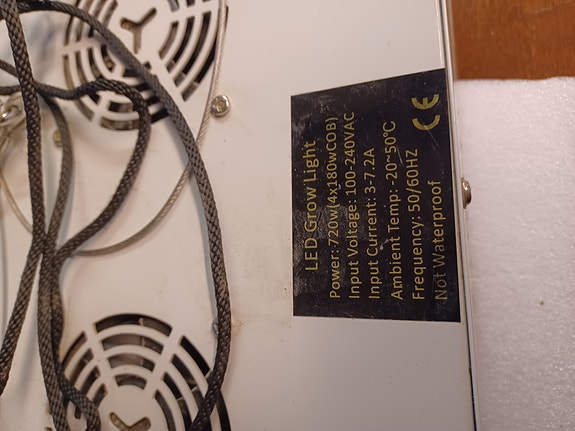 LED Grow Light
Power: 720w(4x180wCOB)
Input Voltage: 100-240VAC
Input Current: 3-7.2A
Ambient Temp: -20~50°C
Frequency: 50/60HZ
Not Waterproof
CE